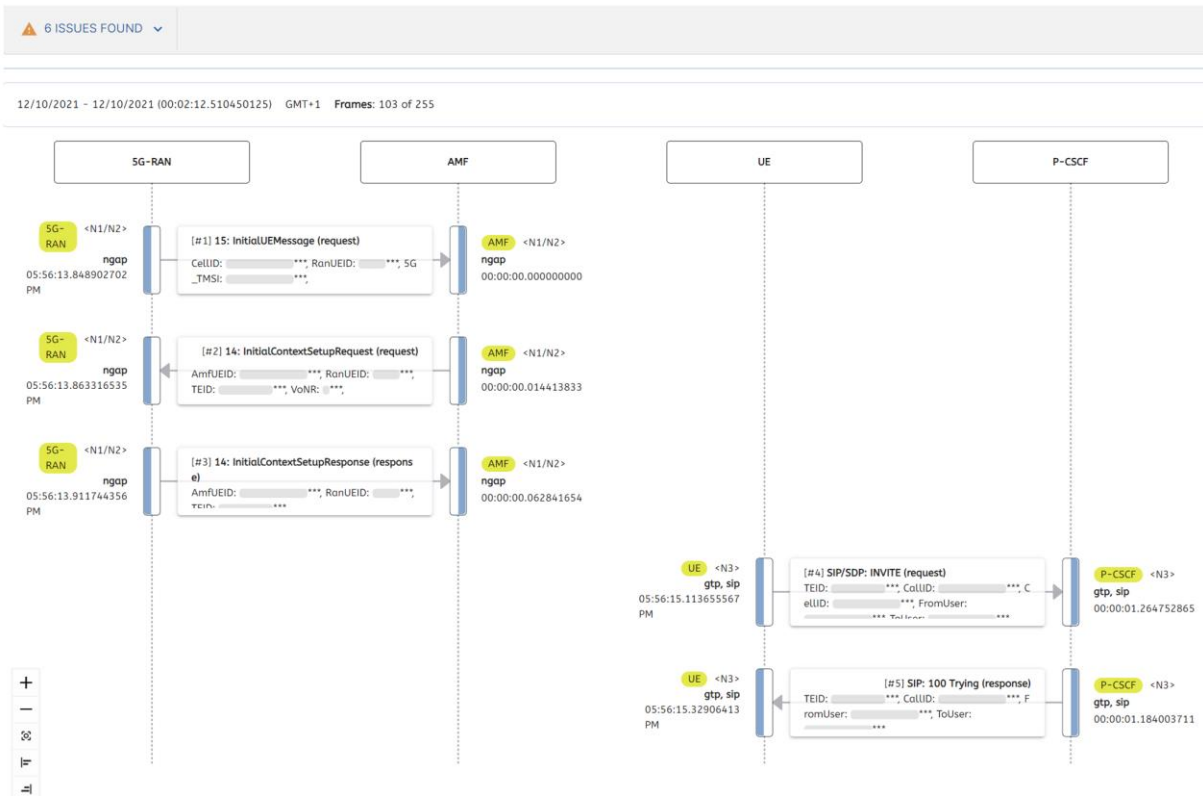 6 ISSUES FOUND
12/10/2021 - 12/10/2021 (00:02:12.510450125) GMT+1 Frames: 103 of 255
5G-RAN
AMF
UE
P-CSCF
5G-
RAN
<N1/N2>
ngap
05:56:13.848902702
PM
[#1] 15: InitialUEMessage (request)
CellID: ***, RanUEID: ***, 5G
_TMSI: ***,
AMF <N1/N2>
ngap
00:00:00.000000000
5G-
RAN
<N1/N2>
ngap
05:56:13.863316535
PM
[#2] 14: InitialContextSetupRequest (request)
AmfUEID: ***, RanUEID: ***,
TEID: ***, VoNR: ***,
AMF <N1/N2>
ngap
00:00:00.014413833
5G-
RAN
<N1/N2>
ngap
05:56:13.911744356
PM
[#3] 14: InitialContextSetupResponse (respons
e)
AmfUEID: ***, RanUEID: ***,
TEID: ***
AMF <N1/N2>
ngap
00:00:00.062841654
UE <N3>
gtp, sip
05:56:15.113655567
PM
[#4] SIP/SDP: INVITE (request)
TEID: ***, CallID: ***, C
ellID: ***, FromUser:
***, ToUser: ***
P-CSCF <N3>
gtp, sip
00:00:01.264752865
UE <N3>
gtp, sip
05:56:15.32906413
PM
[#5] SIP: 100 Trying (response)
TEID: ***, CallID: ***, F
romUser: ***, ToUser:
***
P-CSCF <N3>
gtp, sip
00:00:01.184003711